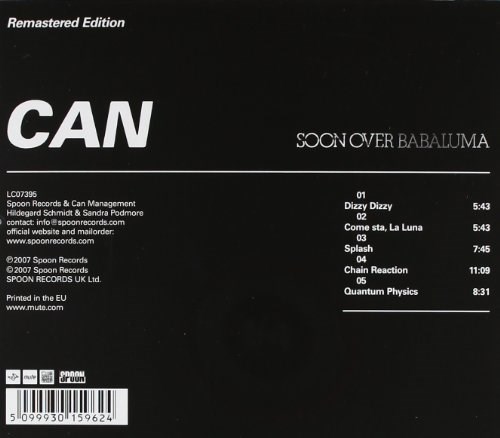 Remastered Edition
CAN
SOON OVER BABALUMA
LC07395
Spoon Records & Can Management
Hildegard Schmidt & Sandra Podmore
contact: info@spoonrecords.com
official website and mailorder:
www.spoonrecords.com
℗2007 Spoon Records
©2007 Spoon Records
SPOON RECORDS UK Ltd.
Printed in the EU
www.mute.com
01
Dizzy Dizzy 5:43
02
Come sta, La Luna 5:43
03
Splash 7:45
04
Chain Reaction 11:09
05
Quantum Physics 8:31
mute
SPOON
5 099930 159624